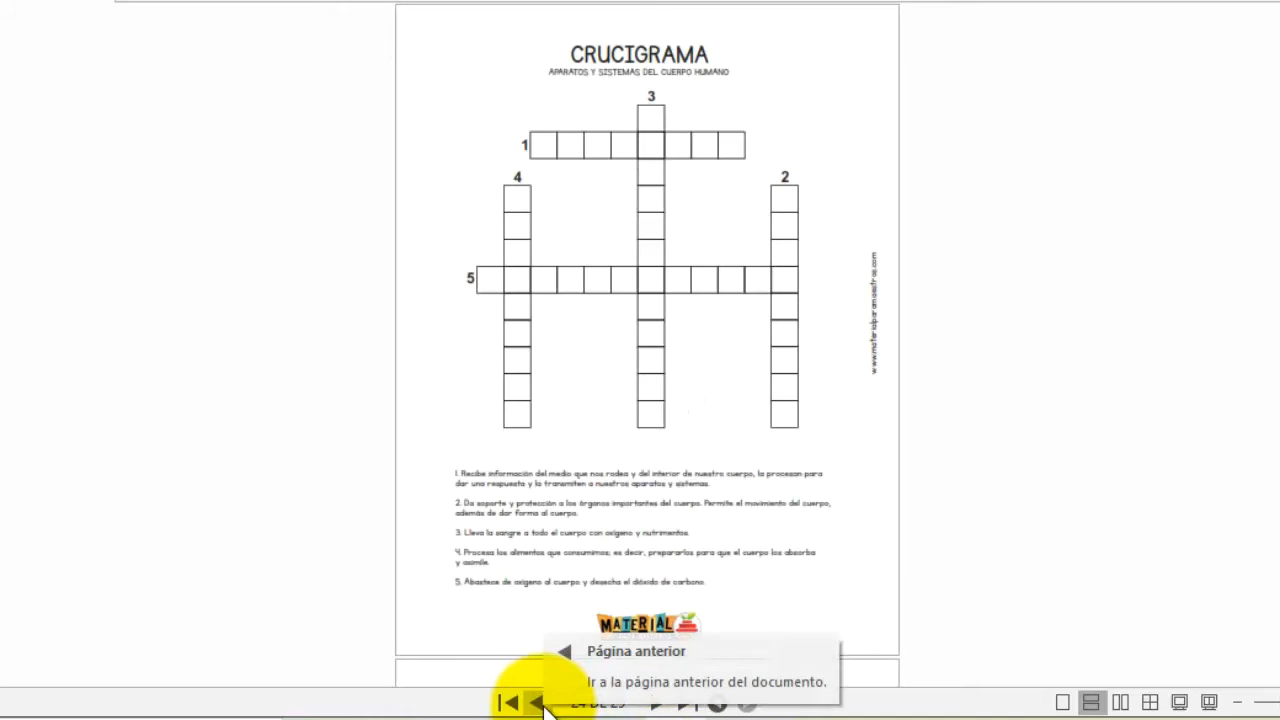 CRUCIGRAMA
APARATOS Y SISTEMAS DEL CUERPO HUMANO
3
1
4
2
5
www.materialparamaestros.com
1. Recibe información del medio que nos rodea y del interior de nuestro cuerpo, la procesan para
dar una respuesta y la transmiten a nuestros aparatos y sistemas.
2. Da soporte y protección a los órganos importantes del cuerpo. Permite el movimiento del cuerpo,
además de dar forma al cuerpo.
3. Lleva la sangre a todo el cuerpo con oxígeno y nutrimentos.
4. Procesa los alimentos que consumimos; es decir, prepararlos para que el cuerpo los absorba
y asimile.
5. Abastece de oxígeno al cuerpo y desecha el dióxido de carbono.
MATERIAL
Página anterior
Ir a la página anterior del documento.
24 DE 29